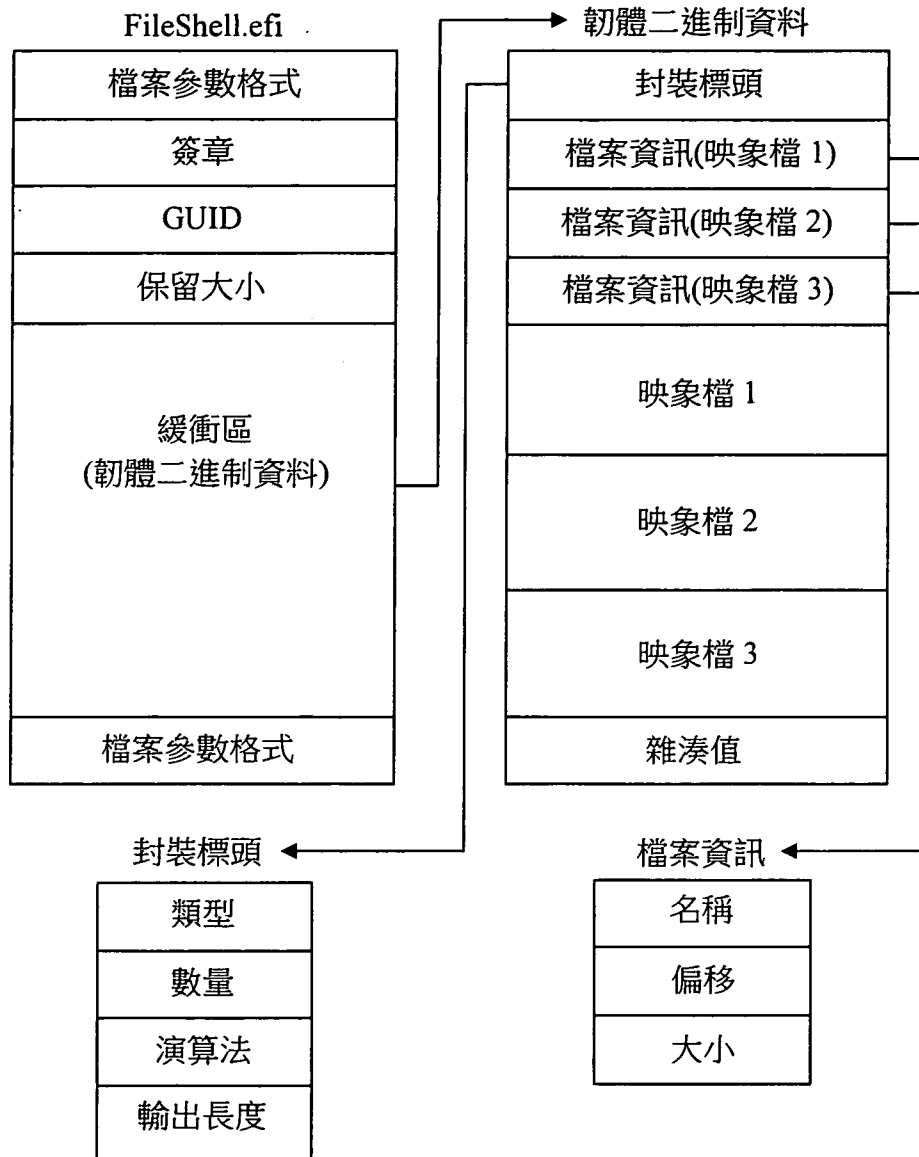 FileShell.efi
檔案參數格式
簽章
GUID
保留大小
緩衝區
(韌體二進制資料)
檔案參數格式
韌體二進制資料
封裝標頭
檔案資訊(映象檔 1)
檔案資訊(映象檔 2)
檔案資訊(映象檔 3)
映象檔 1
映象檔 2
映象檔 3
雜湊值
封裝標頭
類型
數量
演算法
輸出長度
檔案資訊
名稱
偏移
大小